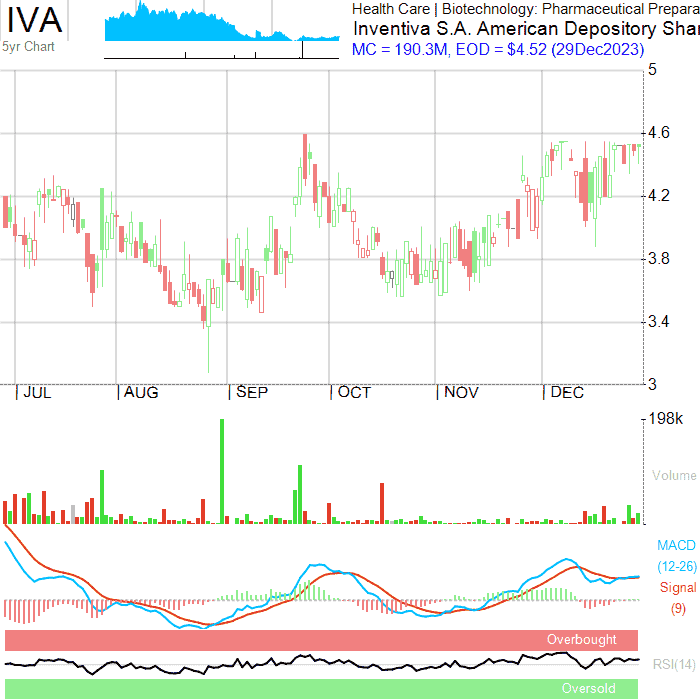 IVA
5yr Chart
Health Care | Biotechnology: Pharmaceutical Prepara
Inventiva S.A. American Depository Shar
MC = 190.3M, EOD = $4.52 (29Dec2023)
5
4.6
4.2
3.8
3.4
3
JUL
AUG
SEP
OCT
NOV
DEC
198k
Volume
MACD
(12-26)
Signal
(9)
Overbought
RSI(14)
Oversold